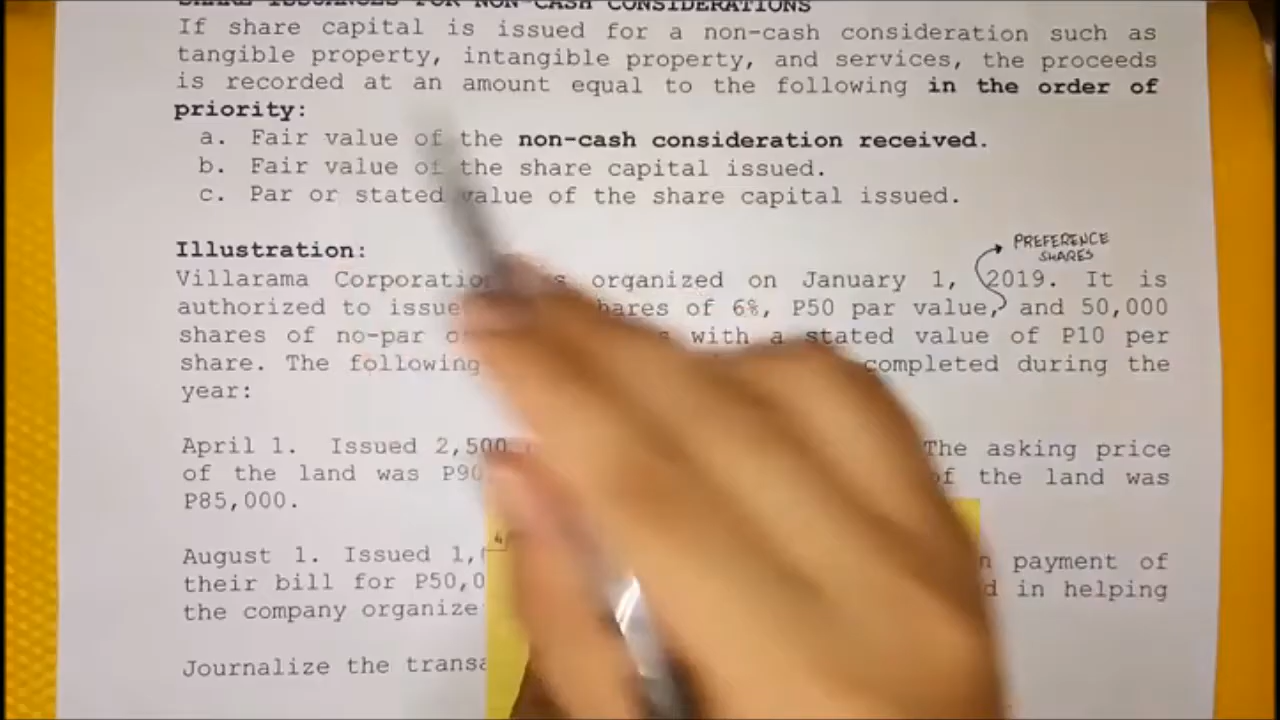 SHARE ISSUANCES FOR NON-CASH CONSIDERATIONS
If share capital is issued for a non-cash consideration such as
tangible property, intangible property, and services, the proceeds
is recorded at an amount equal to the following in the order of
priority:
a. Fair value of the non-cash consideration received.
b. Fair value of the share capital issued.
c. Par or stated value of the share capital issued.
PREFERENCE
SHARES
Illustration:
Villarama organized on January 1, 2019. It is
authorized to issue of 6%, P50 par value, and 50,000
shares of no-par with a stated value of P10 per
share. The following completed during the
year:
April 1. Issued 2,500 The asking price
of the land was of the land was
P85,000.
August 1. Issued payment of
their bill for in helping
the company
Journalize the